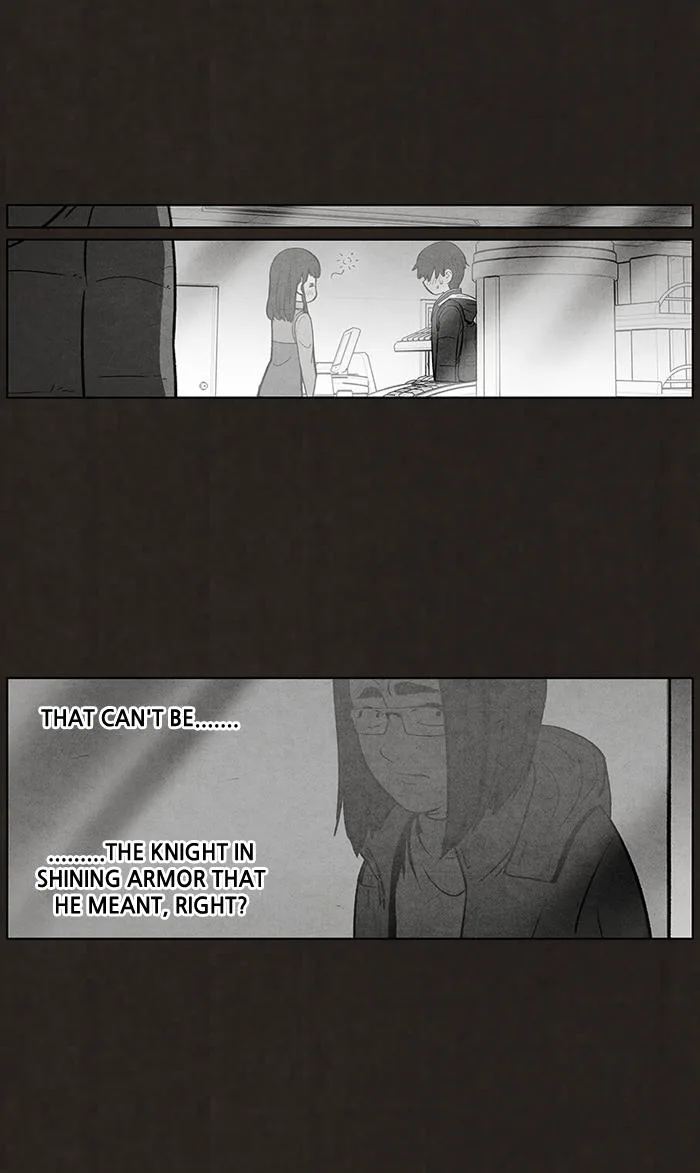 THAT CAN'T BE.......
.........THE KNIGHT IN
SHINING ARMOR THAT
HE MEANT, RIGHT?